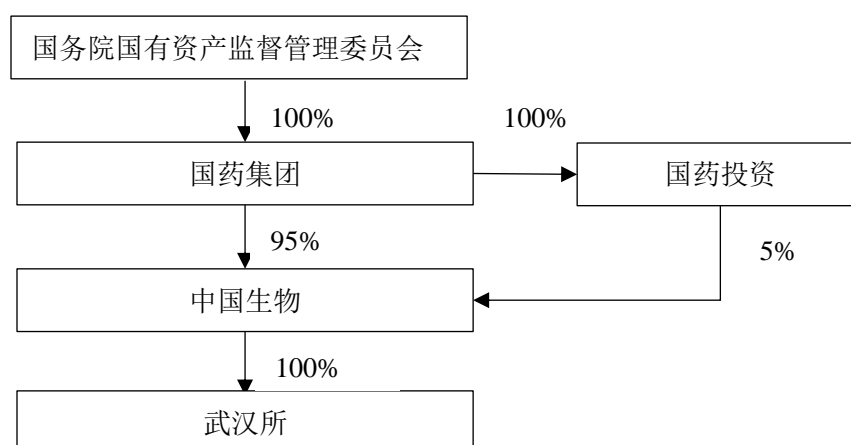 国务院国有资产监督管理委员会
100%
100%
国药集团
国药投资
95%
5%
中国生物
100%
武汉所